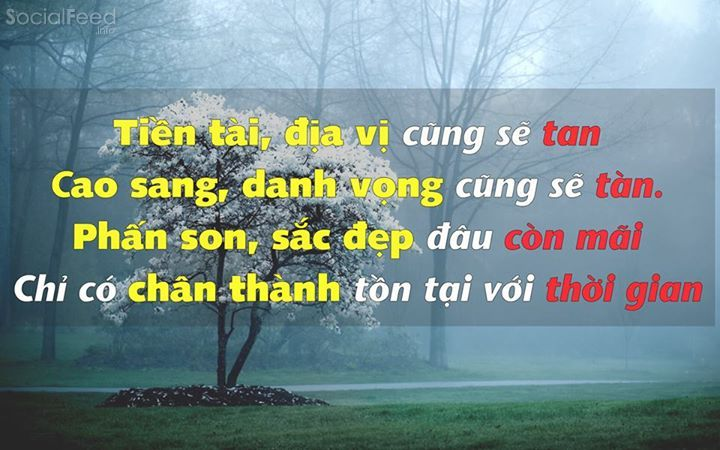 SocialFeed
.info
Tiền tài, địa vị cũng sẽ tan
Cao sang, danh vọng cũng sẽ tàn.
Phấn son, sắc đẹp đâu còn mãi
Chỉ có chân thành tồn tại với thời gian